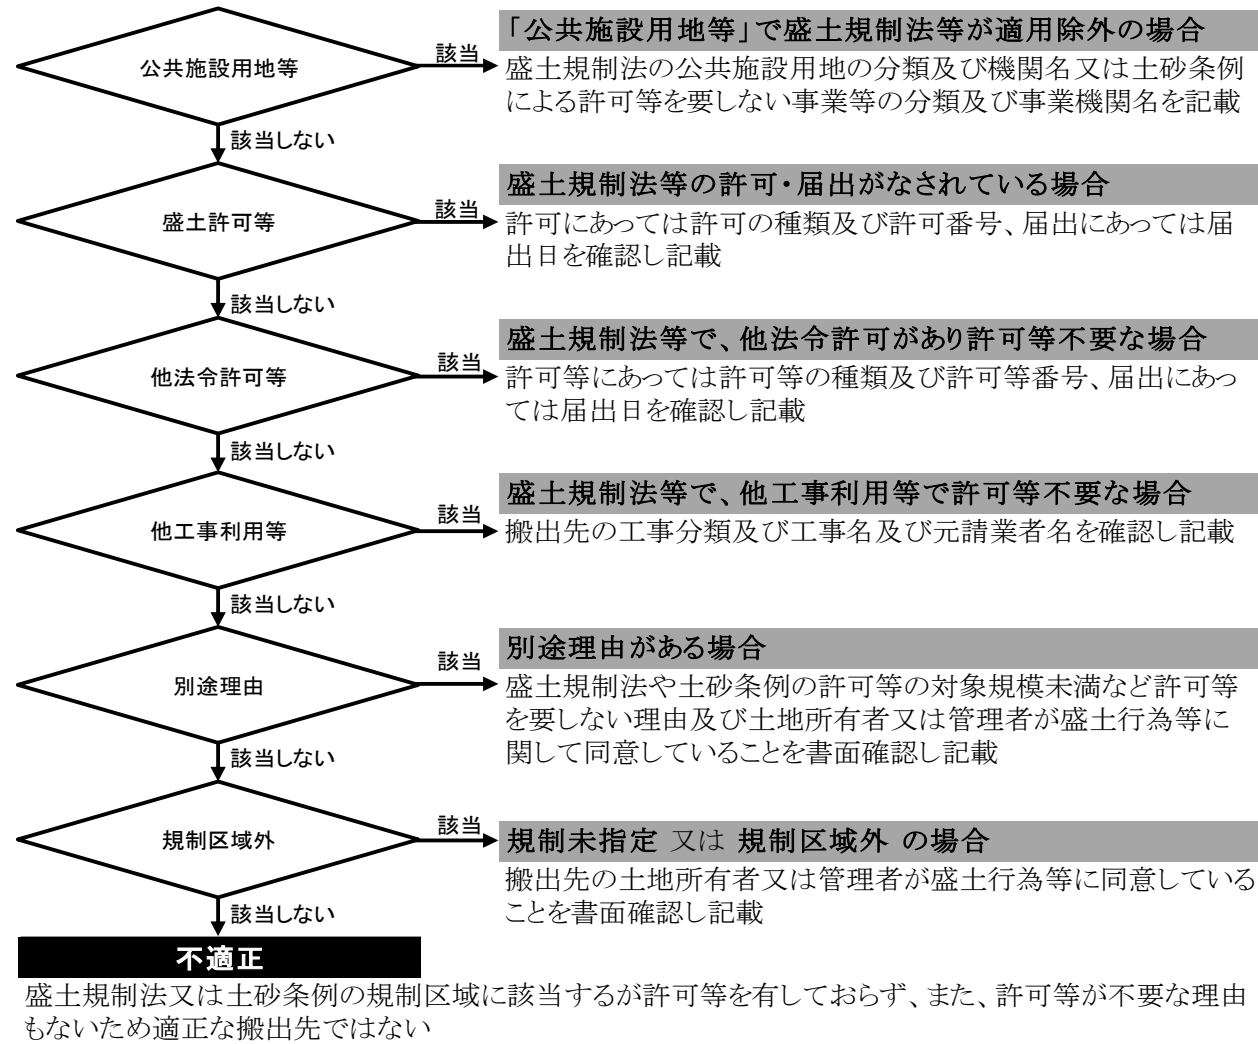 「公共施設用地等」で盛土規制法等が適用除外の場合
公共施設用地等
該当
盛土規制法の公共施設用地の分類及び機関名又は土砂条例
による許可等を要しない事業等の分類及び事業機関名を記載
該当しない
盛土規制法等の許可・届出がなされている場合
盛土許可等
該当
許可にあっては許可の種類及び許可番号、届出にあっては届
出日を確認し記載
該当しない
盛土規制法等で、他法令許可があり許可等不要な場合
他法令許可等
該当
許可等にあっては許可等の種類及び許可等番号、届出にあっ
ては届出日を確認し記載
該当しない
盛土規制法等で、他工事利用等で許可等不要な場合
他工事利用等
該当
搬出先の工事分類及び工事名及び元請業者名を確認し記載
該当しない
別途理由がある場合
別途理由
該当
盛土規制法や土砂条例の許可等の対象規模未満など許可等
を要しない理由及び土地所有者又は管理者が盛土行為等に
関して同意していることを書面確認し記載
該当しない
規制区域外
該当
規制未指定 又は 規制区域外 の場合
搬出先の土地所有者又は管理者が盛土行為等に同意している
ことを書面確認し記載
該当しない
不適正
盛土規制法又は土砂条例の規制区域に該当するが許可等を有しておらず、また、許可等が不要な理由
もないため適正な搬出先ではない